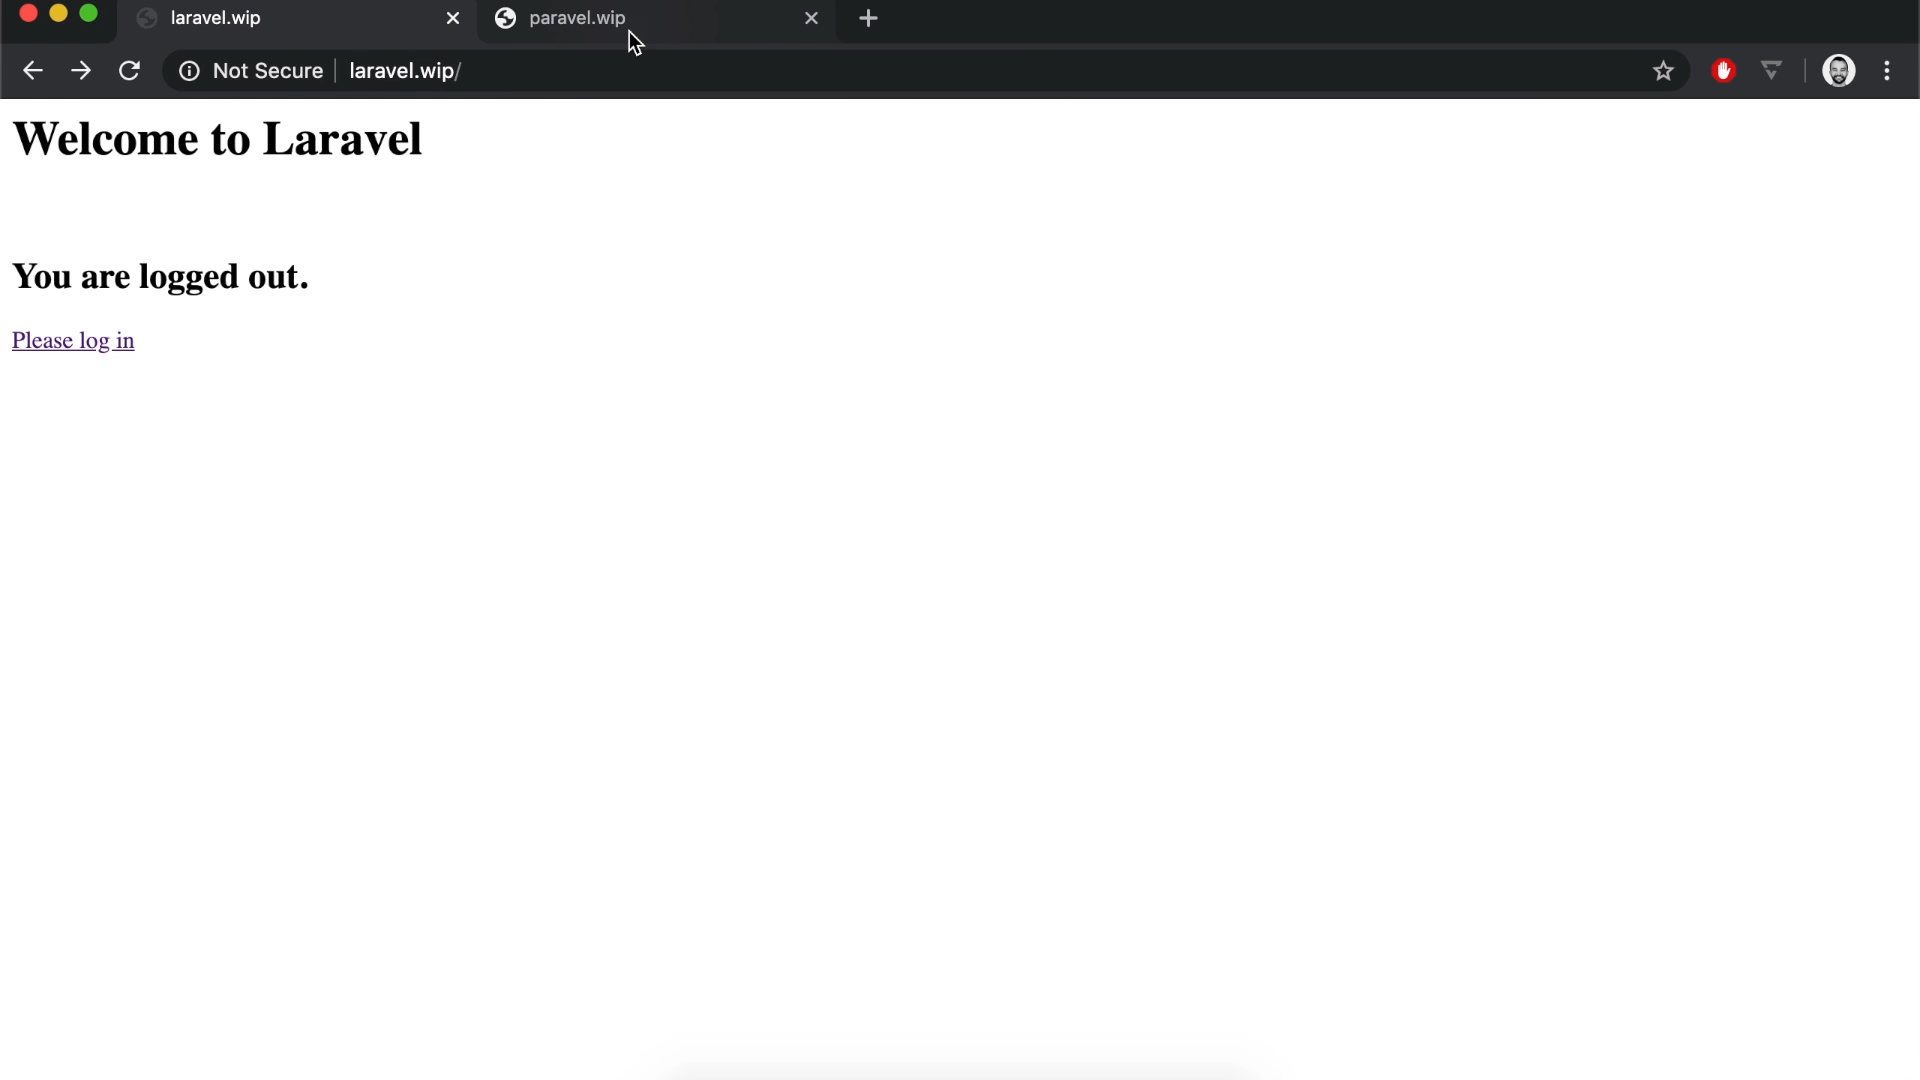 laravel.wip
paravel.wip
Not Secure laravel.wip/
Welcome to Laravel
You are logged out.
Please log in